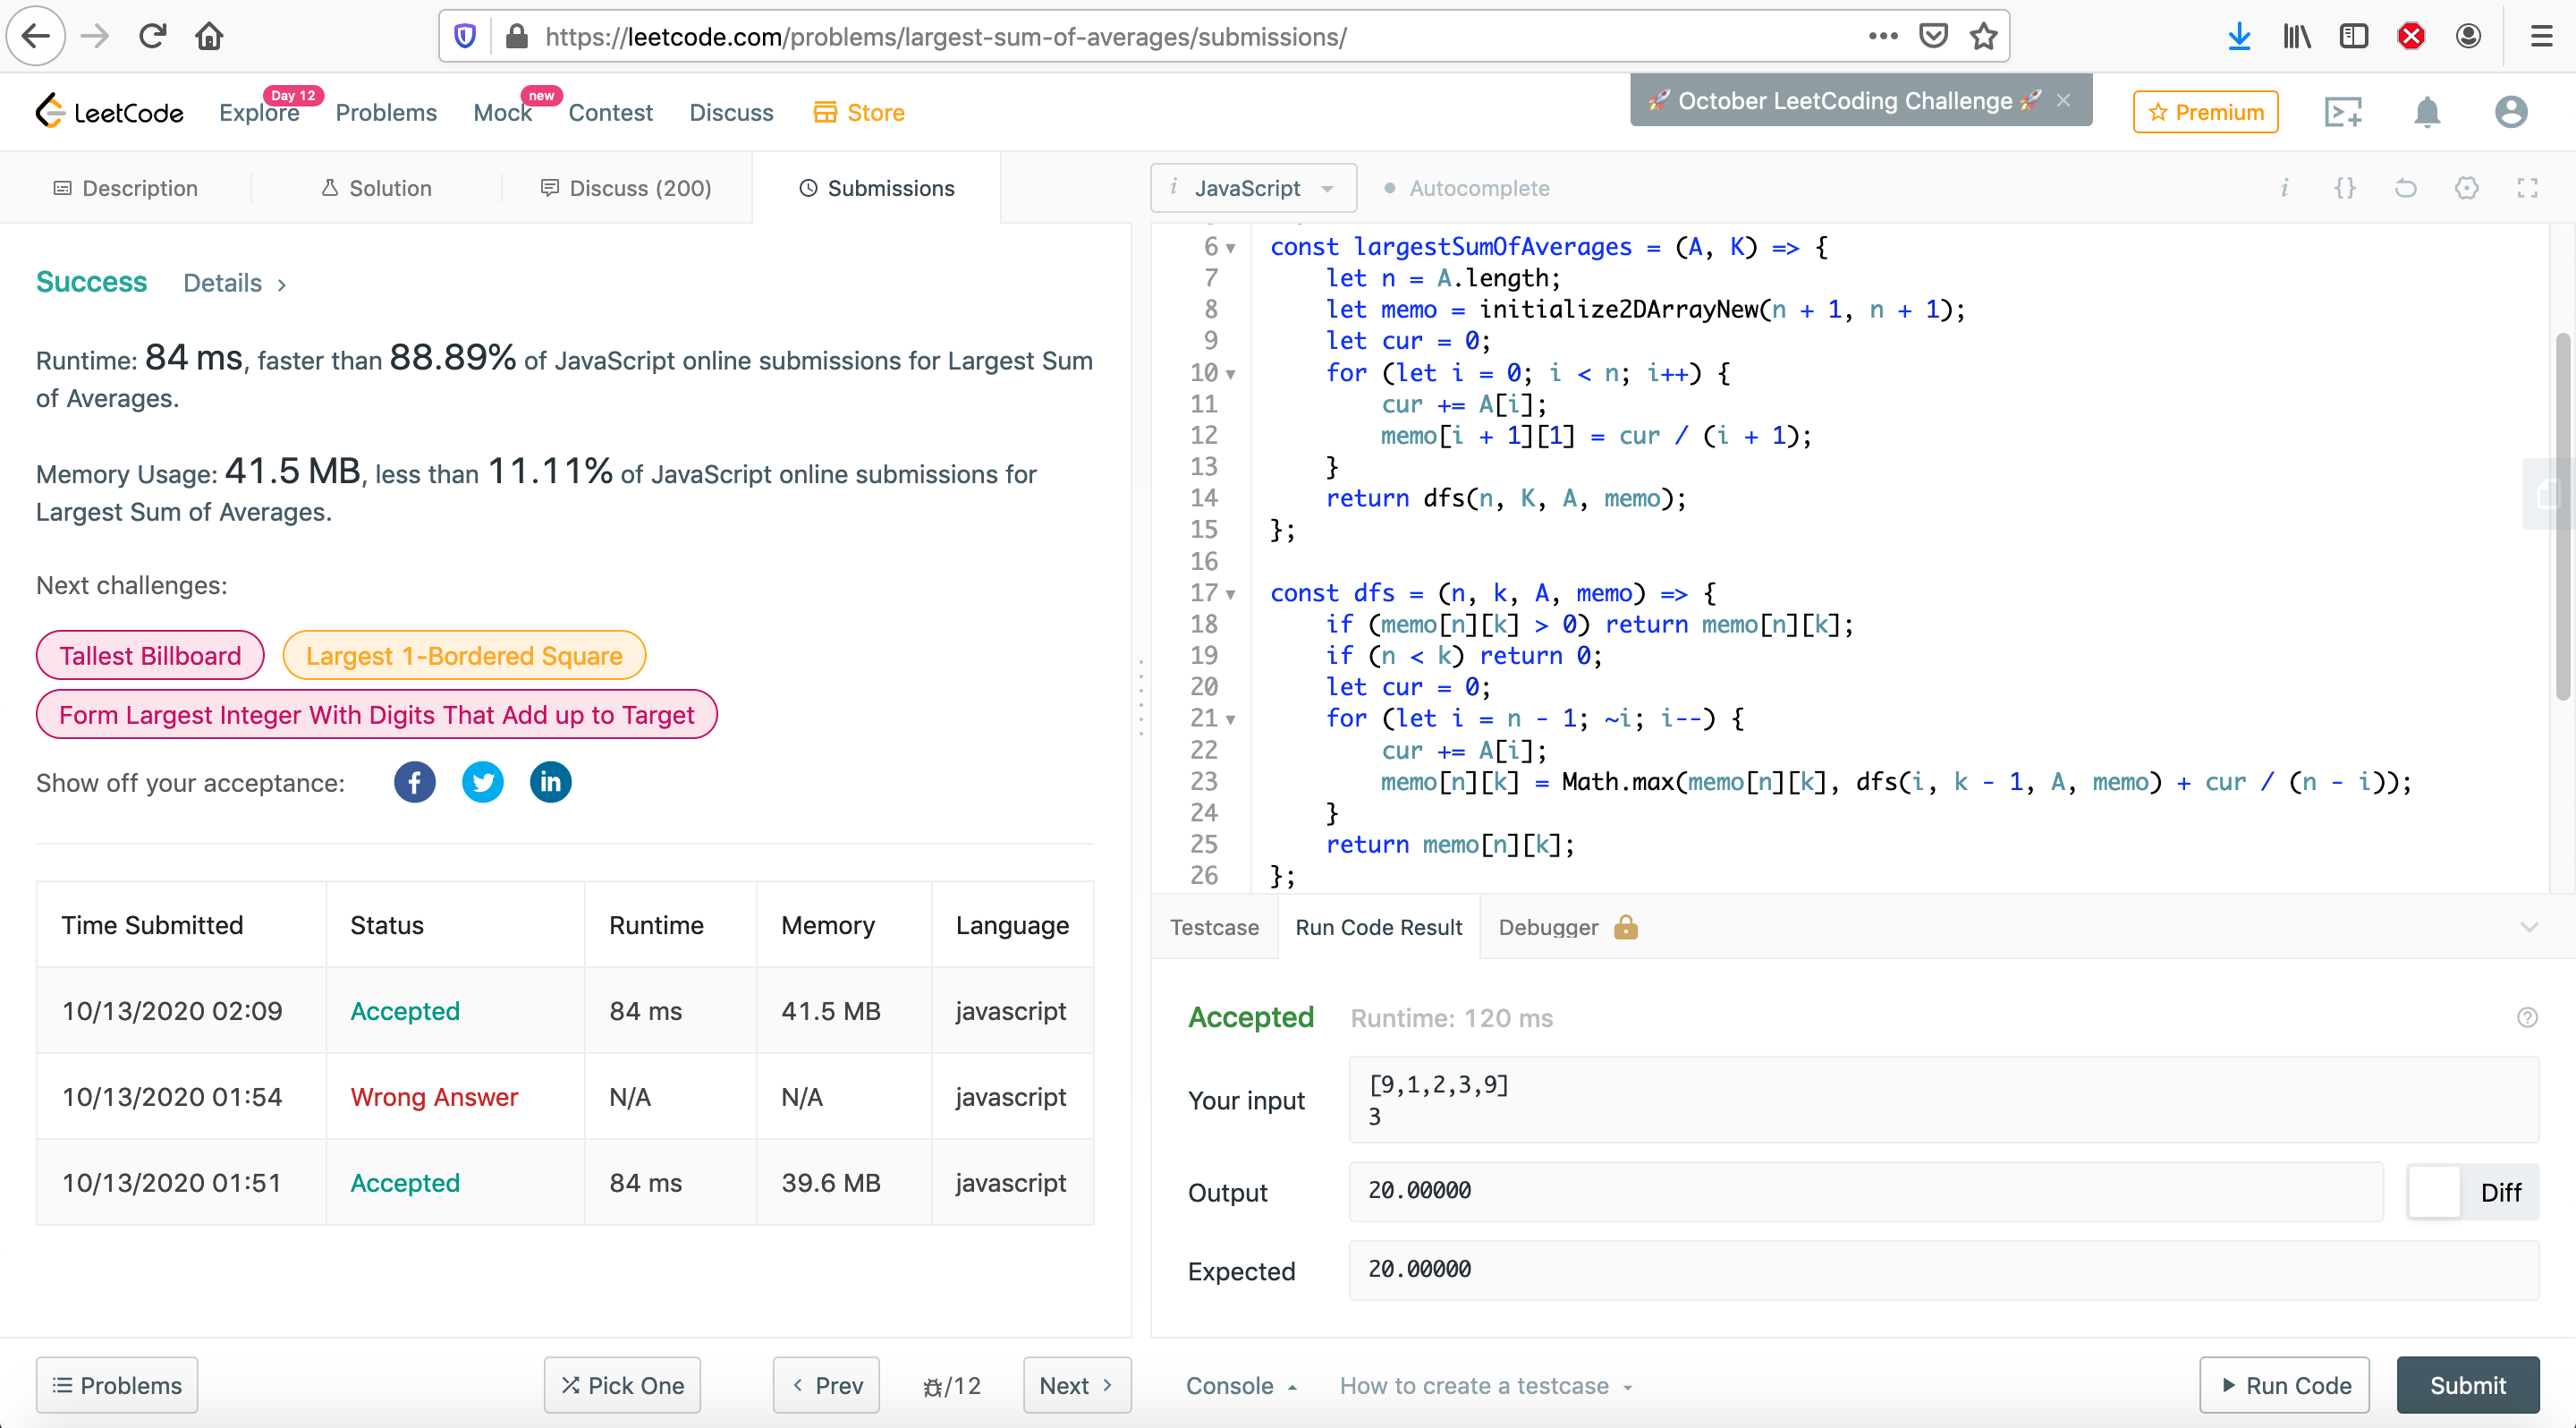 https://leetcode.com/problems/largest-sum-of-averages/submissions/
LeetCode
Explore
Day 12
Problems
Mock
new
Contest
Discuss
Store
🚀 October LeetCoding Challenge 🚀 ×
Premium
Description
Solution
Discuss (200)
Submissions
i JavaScript
Autocomplete
Success Details >
Runtime: 84 ms, faster than 88.89% of JavaScript online submissions for Largest Sum
of Averages.
Memory Usage: 41.5 MB, less than 11.11% of JavaScript online submissions for
Largest Sum of Averages.
Next challenges:
Tallest Billboard
Largest 1-Bordered Square
Form Largest Integer With Digits That Add up to Target
Show off your acceptance:
Time Submitted Status Runtime Memory Language
10/13/2020 02:09 Accepted 84 ms 41.5 MB javascript
10/13/2020 01:54 Wrong Answer N/A N/A javascript
10/13/2020 01:51 Accepted 84 ms 39.6 MB javascript
6 const largestSumOfAverages = (A, K) => {
7 let n = A.length;
8 let memo = initialize2DArrayNew(n + 1, n + 1);
9 let cur = 0;
10 for (let i = 0; i < n; i++) {
11 cur += A[i];
12 memo[i + 1][1] = cur / (i + 1);
13 }
14 return dfs(n, K, A, memo);
15 };
16
17 const dfs = (n, k, A, memo) => {
18 if (memo[n][k] > 0) return memo[n][k];
19 if (n < k) return 0;
20 let cur = 0;
21 for (let i = n - 1; ~i; i--) {
22 cur += A[i];
23 memo[n][k] = Math.max(memo[n][k], dfs(i, k - 1, A, memo) + cur / (n - i));
24 }
25 return memo[n][k];
26 };
Testcase
Run Code Result
Debugger
Accepted Runtime: 120 ms
Your input
[9,1,2,3,9]
3
Output
20.00000
Diff
Expected
20.00000
Problems
Pick One
< Prev
/12
Next >
Console
How to create a testcase
Run Code
Submit